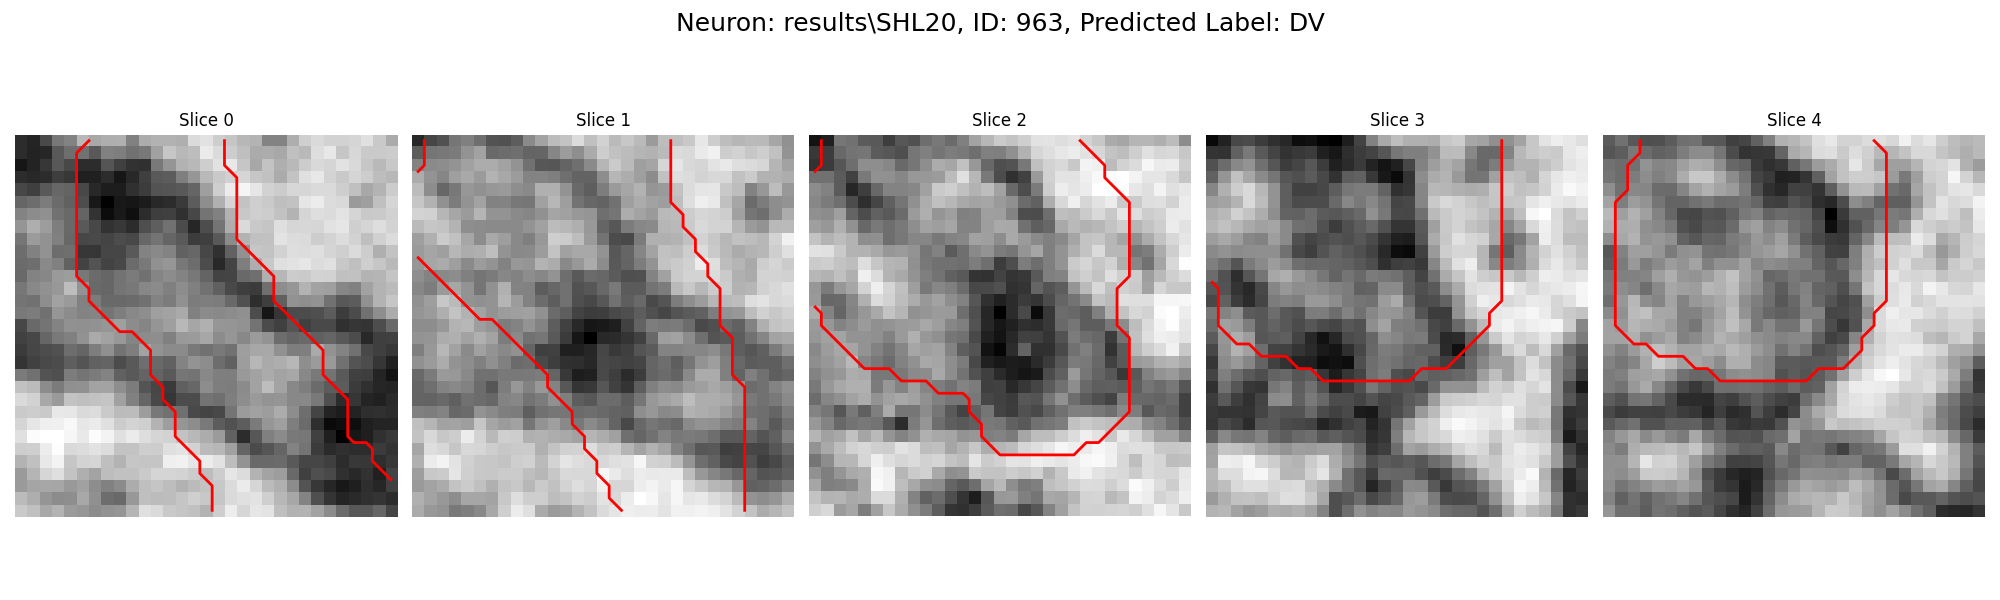 Neuron: results\SHL20, ID: 963, Predicted Label: DV
Slice 0
Slice 1
Slice 2
Slice 3
Slice 4